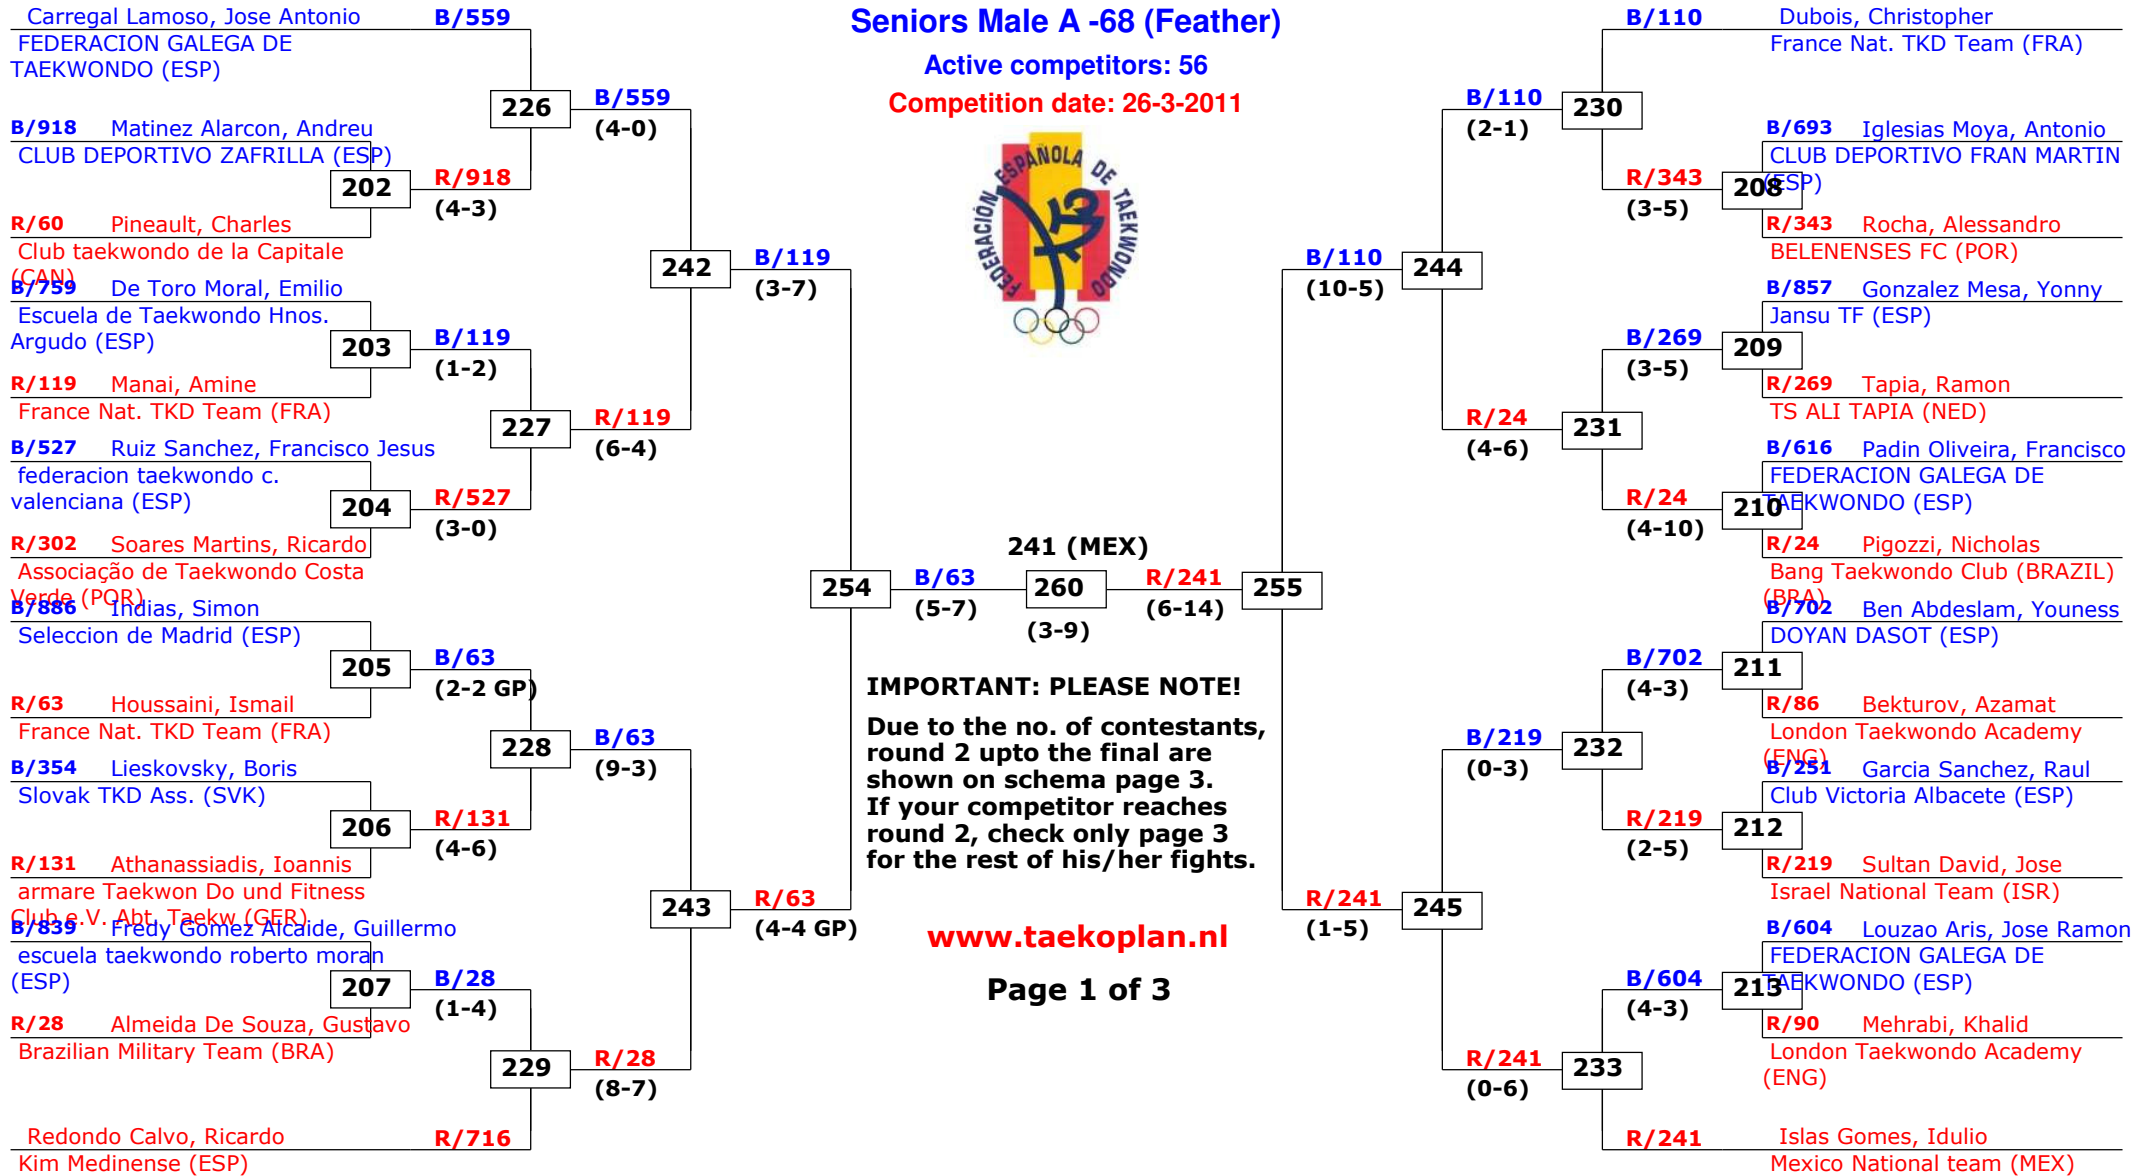 Seniors Male A -68 (Feather)
Active competitors: 56
Competition date: 26-3-2011
FEDERACIÓN ESPAÑOLA DE TAEKWONDO
Carregal Lamoso, Jose Antonio
B/559
FEDERACION GALEGA DE
TAEKWONDO (ESP)
226
B/559
(4-0)
B/918 Matinez Alarcon, Andreu
CLUB DEPORTIVO ZAFRILLA (ESP)
202
R/918
(4-3)
R/60 Pineault, Charles
Club taekwondo de la Capitale
(CAN)
242
B/119
(3-7)
B/759 De Toro Moral, Emilio
Escuela de Taekwondo Hnos.
Argudo (ESP)
203
B/119
(1-2)
R/119 Manai, Amine
France Nat. TKD Team (FRA)
227
R/119
(6-4)
B/527 Ruiz Sanchez, Francisco Jesus
federacion taekwondo c.
valenciana (ESP)
204
R/527
(3-0)
R/302 Soares Martins, Ricardo
Associação de Taekwondo Costa
Verde (POR)
B/886 Indias, Simon
Seleccion de Madrid (ESP)
205
B/63
(2-2 GP)
R/63 Houssaini, Ismail
France Nat. TKD Team (FRA)
228
B/63
(9-3)
B/354 Lieskovsky, Boris
Slovak TKD Ass. (SVK)
206
R/131
(4-6)
R/131 Athanassiadis, Ioannis
armare Taekwon Do und Fitness
Club e.V. Abt. Taekw (GER)
243
R/63
(4-4 GP)
B/839 Fredy Gomez Alcaide, Guillermo
escuela taekwondo roberto moran
(ESP)
207
B/28
(1-4)
R/28 Almeida De Souza, Gustavo
Brazilian Military Team (BRA)
229
R/28
(8-7)
Redondo Calvo, Ricardo
R/716
Kim Medinense (ESP)
254
B/63
(5-7)
241 (MEX)
260
(3-9)
R/241
(6-14)
255
IMPORTANT: PLEASE NOTE!
Due to the no. of contestants,
round 2 upto the final are
shown on schema page 3.
If your competitor reaches
round 2, check only page 3
for the rest of his/her fights.
www.taekoplan.nl
Page 1 of 3
B/110 Dubois, Christopher
France Nat. TKD Team (FRA)
B/110
(2-1)
230
B/693 Iglesias Moya, Antonio
CLUB DEPORTIVO FRAN MARTIN
(ESP)
R/343
(3-5)
208
R/343 Rocha, Alessandro
BELENENSES FC (POR)
B/110
(10-5)
244
B/857 Gonzalez Mesa, Yonny
Jansu TF (ESP)
B/269
(3-5)
209
R/269 Tapia, Ramon
TS ALI TAPIA (NED)
R/24
(4-6)
231
B/616 Padin Oliveira, Francisco
FEDERACION GALEGA DE
TAEKWONDO (ESP)
R/24
(4-10)
210
R/24 Pigozzi, Nicholas
Bang Taekwondo Club (BRAZIL)
(BRA)
B/702 Ben Abdeslam, Youness
DOYAN DASOT (ESP)
B/702
(4-3)
211
R/86 Bekturov, Azamat
London Taekwondo Academy
(ENG)
B/219
(0-3)
232
B/251 Garcia Sanchez, Raul
Club Victoria Albacete (ESP)
R/219
(2-5)
212
R/219 Sultan David, Jose
Israel National Team (ISR)
R/241
(1-5)
245
B/604 Louzao Aris, Jose Ramon
FEDERACION GALEGA DE
TAEKWONDO (ESP)
B/604
(4-3)
213
R/90 Mehrabi, Khalid
London Taekwondo Academy
(ENG)
R/241
(0-6)
233
R/241 Islas Gomes, Idulio
Mexico National team (MEX)